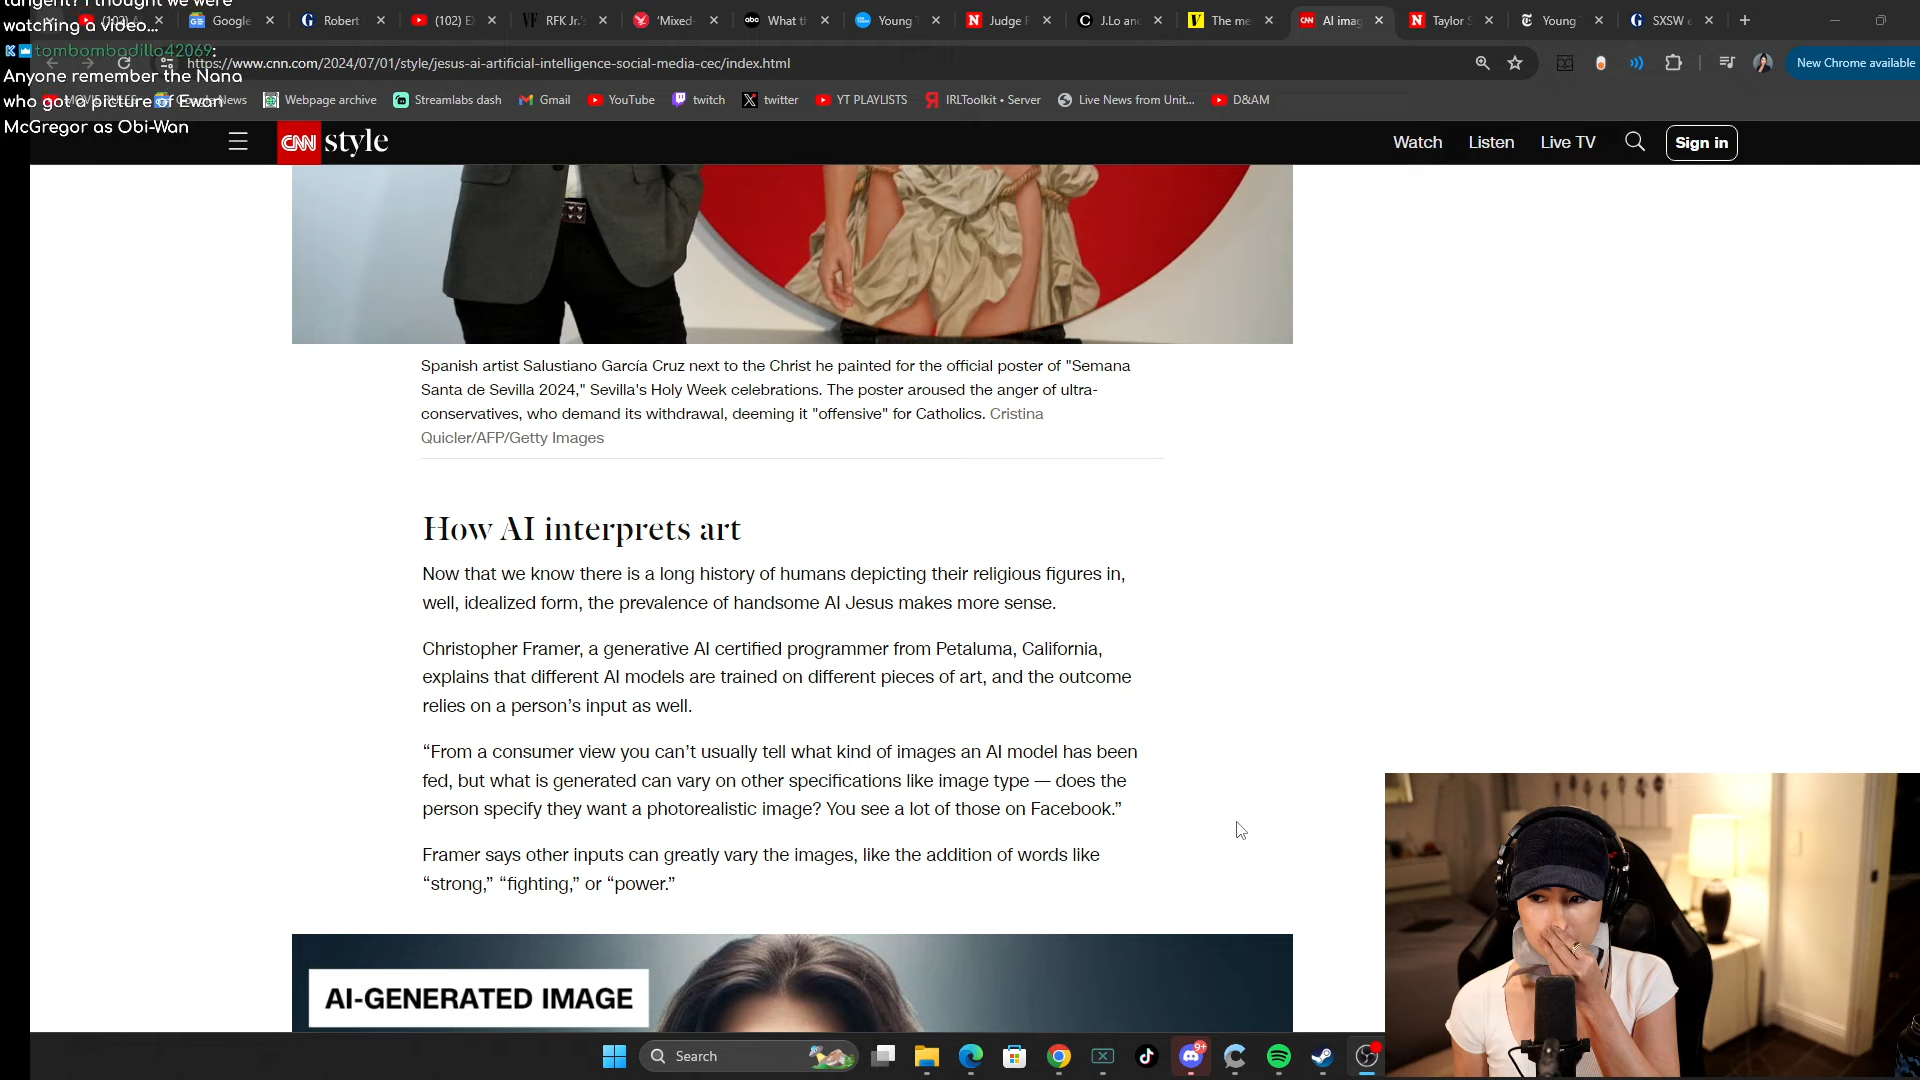 tangent? I thought we were
watching a video...
tombombadillo42069:
Anyone remember the Nana
who got a picture of Ewan
McGregor as Obi-Wan
(102) A
Google
Robert
(102) E
RFK Jr.'s
'Mixed-
What th
Young
Judge F
J.Lo and
The me
AI imag
Taylor S
Young
SXSW e
https://www.cnn.com/2024/07/01/style/jesus-ai-artificial-intelligence-social-media-cec/index.html
New Chrome available
Webpage archive
Streamlabs dash
Gmail
YouTube
twitch
twitter
YT PLAYLISTS
IRLToolkit • Server
Live News from Unit...
D&AM
CNN style
Watch
Listen
Live TV
Sign in
Spanish artist Salustiano García Cruz next to the Christ he painted for the official poster of "Semana
Santa de Sevilla 2024," Sevilla's Holy Week celebrations. The poster aroused the anger of ultra-
conservatives, who demand its withdrawal, deeming it "offensive" for Catholics. Cristina
Quicler/AFP/Getty Images
How AI interprets art
Now that we know there is a long history of humans depicting their religious figures in,
well, idealized form, the prevalence of handsome AI Jesus makes more sense.
Christopher Framer, a generative AI certified programmer from Petaluma, California,
explains that different AI models are trained on different pieces of art, and the outcome
relies on a person’s input as well.
“From a consumer view you can’t usually tell what kind of images an AI model has been
fed, but what is generated can vary on other specifications like image type — does the
person specify they want a photorealistic image? You see a lot of those on Facebook.”
Framer says other inputs can greatly vary the images, like the addition of words like
“strong,” “fighting,” or “power.”
AI-GENERATED IMAGE
Search
9+